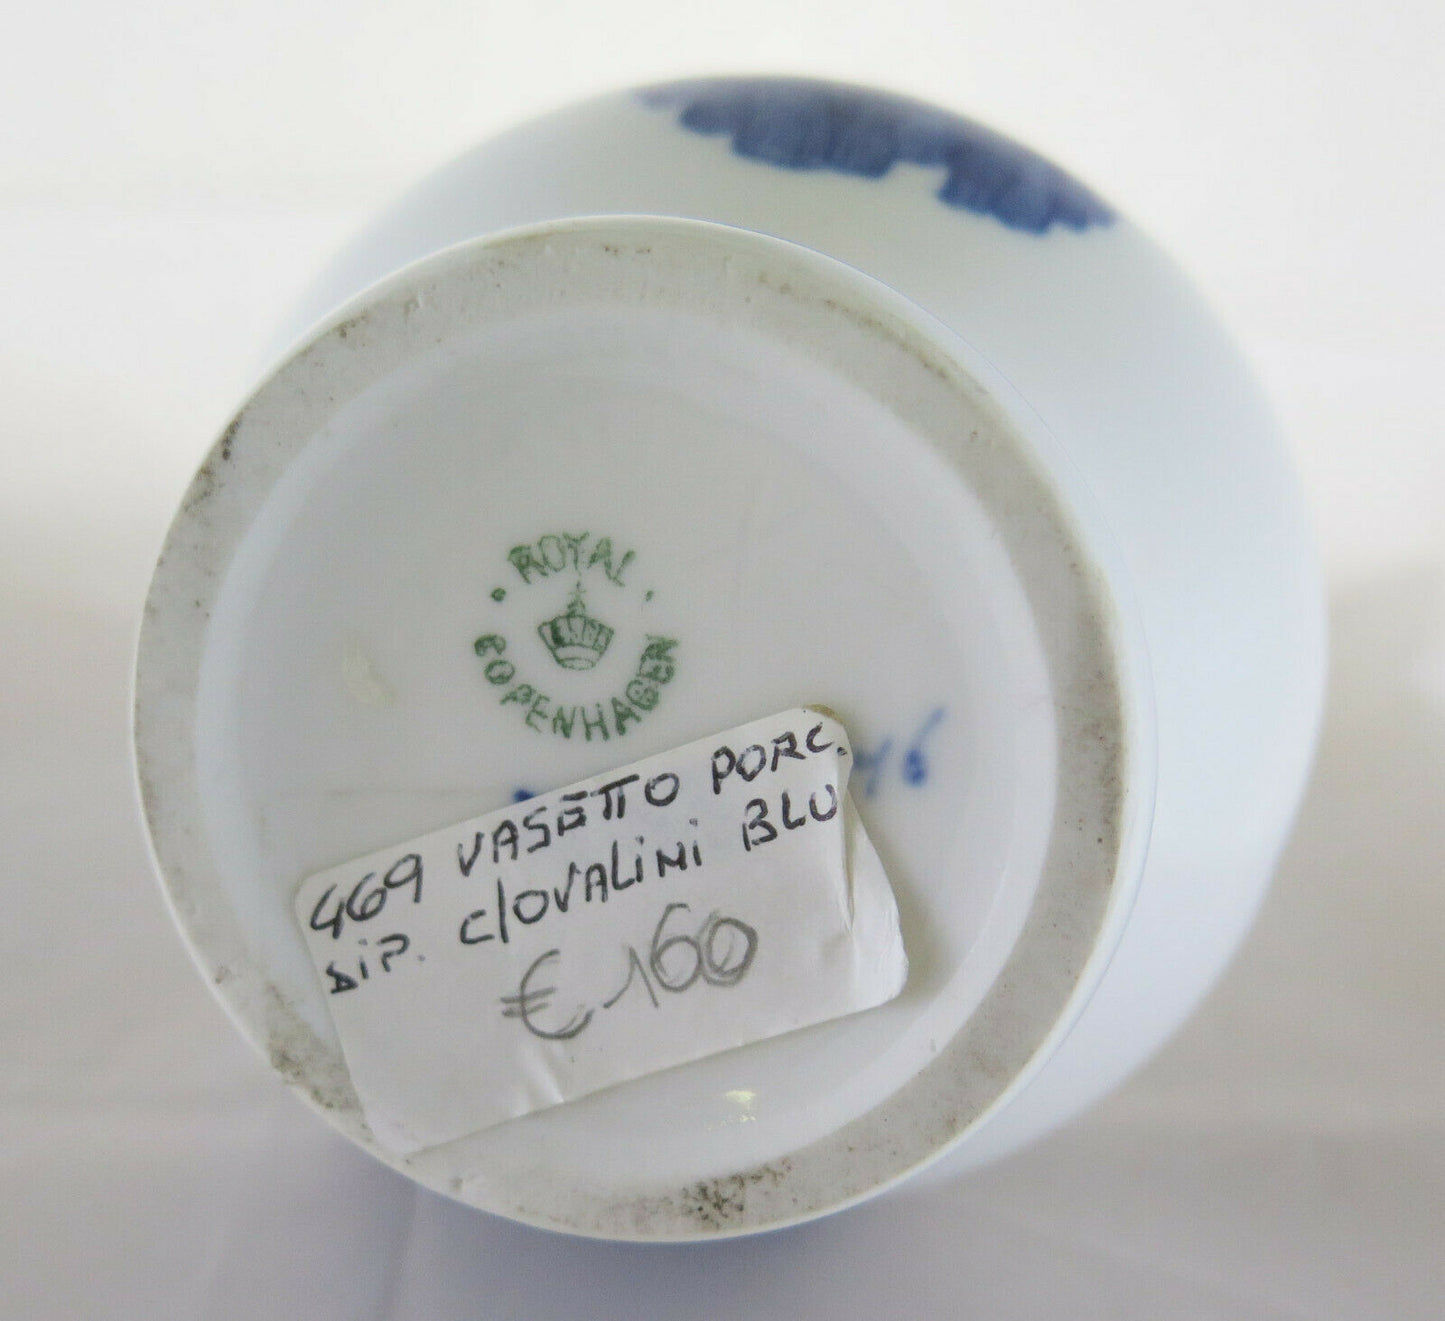 ROYAL
COPENHAGEN
469 VASETTO PORC.
DIP. C/OVALINI BLU
€ 160